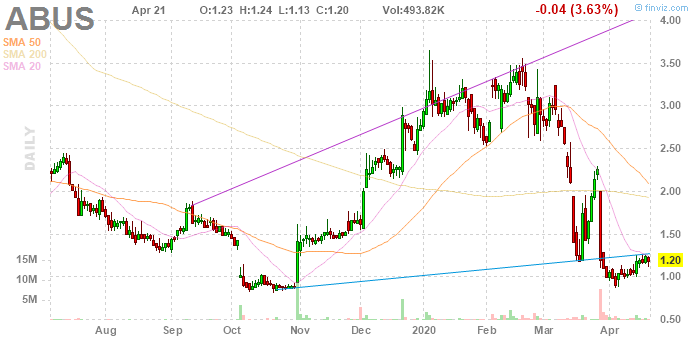 ABUS Apr 21 O:1.23 H:1.24 L:1.13 C:1.20 Vol:493.82K -0.04 (3.63%)
© finviz.com
SMA 50
SMA 200
SMA 20
DAILY
4.00
3.50
3.00
2.50
2.00
1.50
1.20
1.00
0.50
15M
10M
5M
Aug Sep Oct Nov Dec 2020 Feb Mar Apr